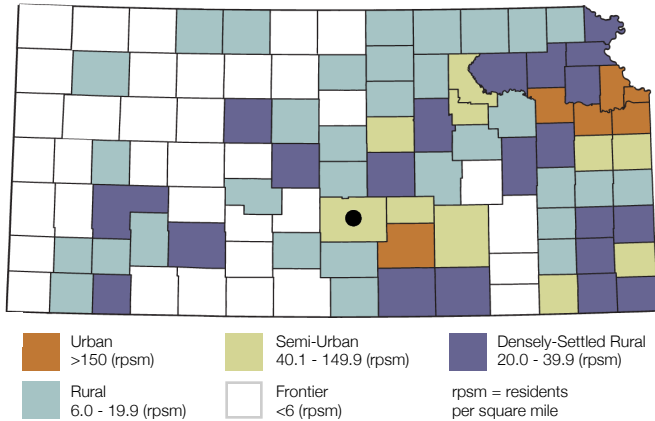 Urban
>150 (rpsm)
Semi-Urban
40.1 - 149.9 (rpsm)
Densely-Settled Rural
20.0 - 39.9 (rpsm)
Rural
6.0 - 19.9 (rpsm)
Frontier
<6 (rpsm)
rpsm = residents
per square mile